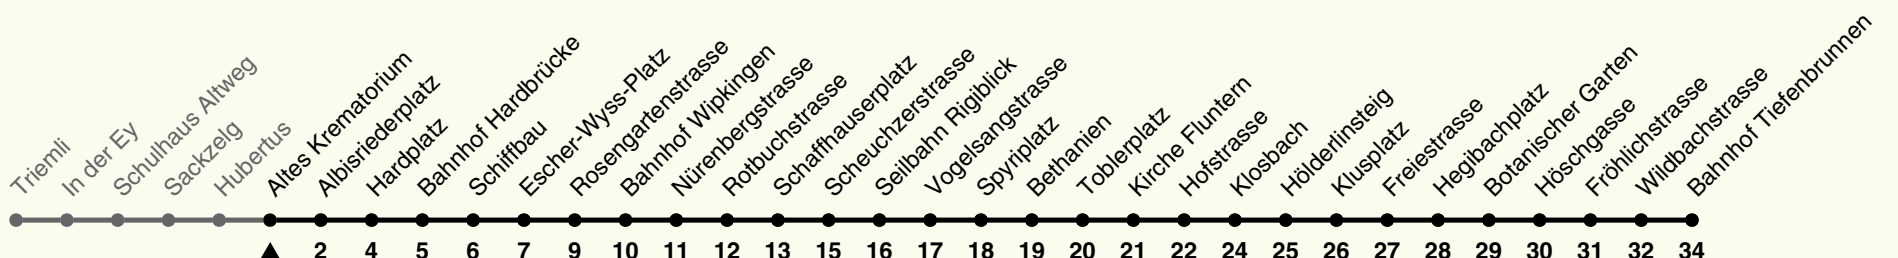 Triemli
In der Ey
Schulhaus Altweg
Sackzelg
Hubertus
Altes Krematorium
Albisriederplatz
Hardplatz
Bahnhof Hardbrücke
Schiffbau
Escher-Wyss-Platz
Rosengartenstrasse
Bahnhof Wipkingen
Nürenbergstrasse
Rotbuchstrasse
Schaffhauserplatz
Scheuchzerstrasse
Seilbahn Rigiblick
Vogelsangstrasse
Spyriplatz
Bethanien
Toblerplatz
Kirche Fluntern
Hofstrasse
Klosbach
Hölderlinsteig
Klusplatz
Freiestrasse
Hegibachplatz
Botanischer Garten
Höschgasse
Fröhlichstrasse
Wildbachstrasse
Bahnhof Tiefenbrunnen
2 4 5 6 7 9 10 11 12 13 15 16 17 18 19 20 21 22 24 25 26 27 28 29 30 31 32 34